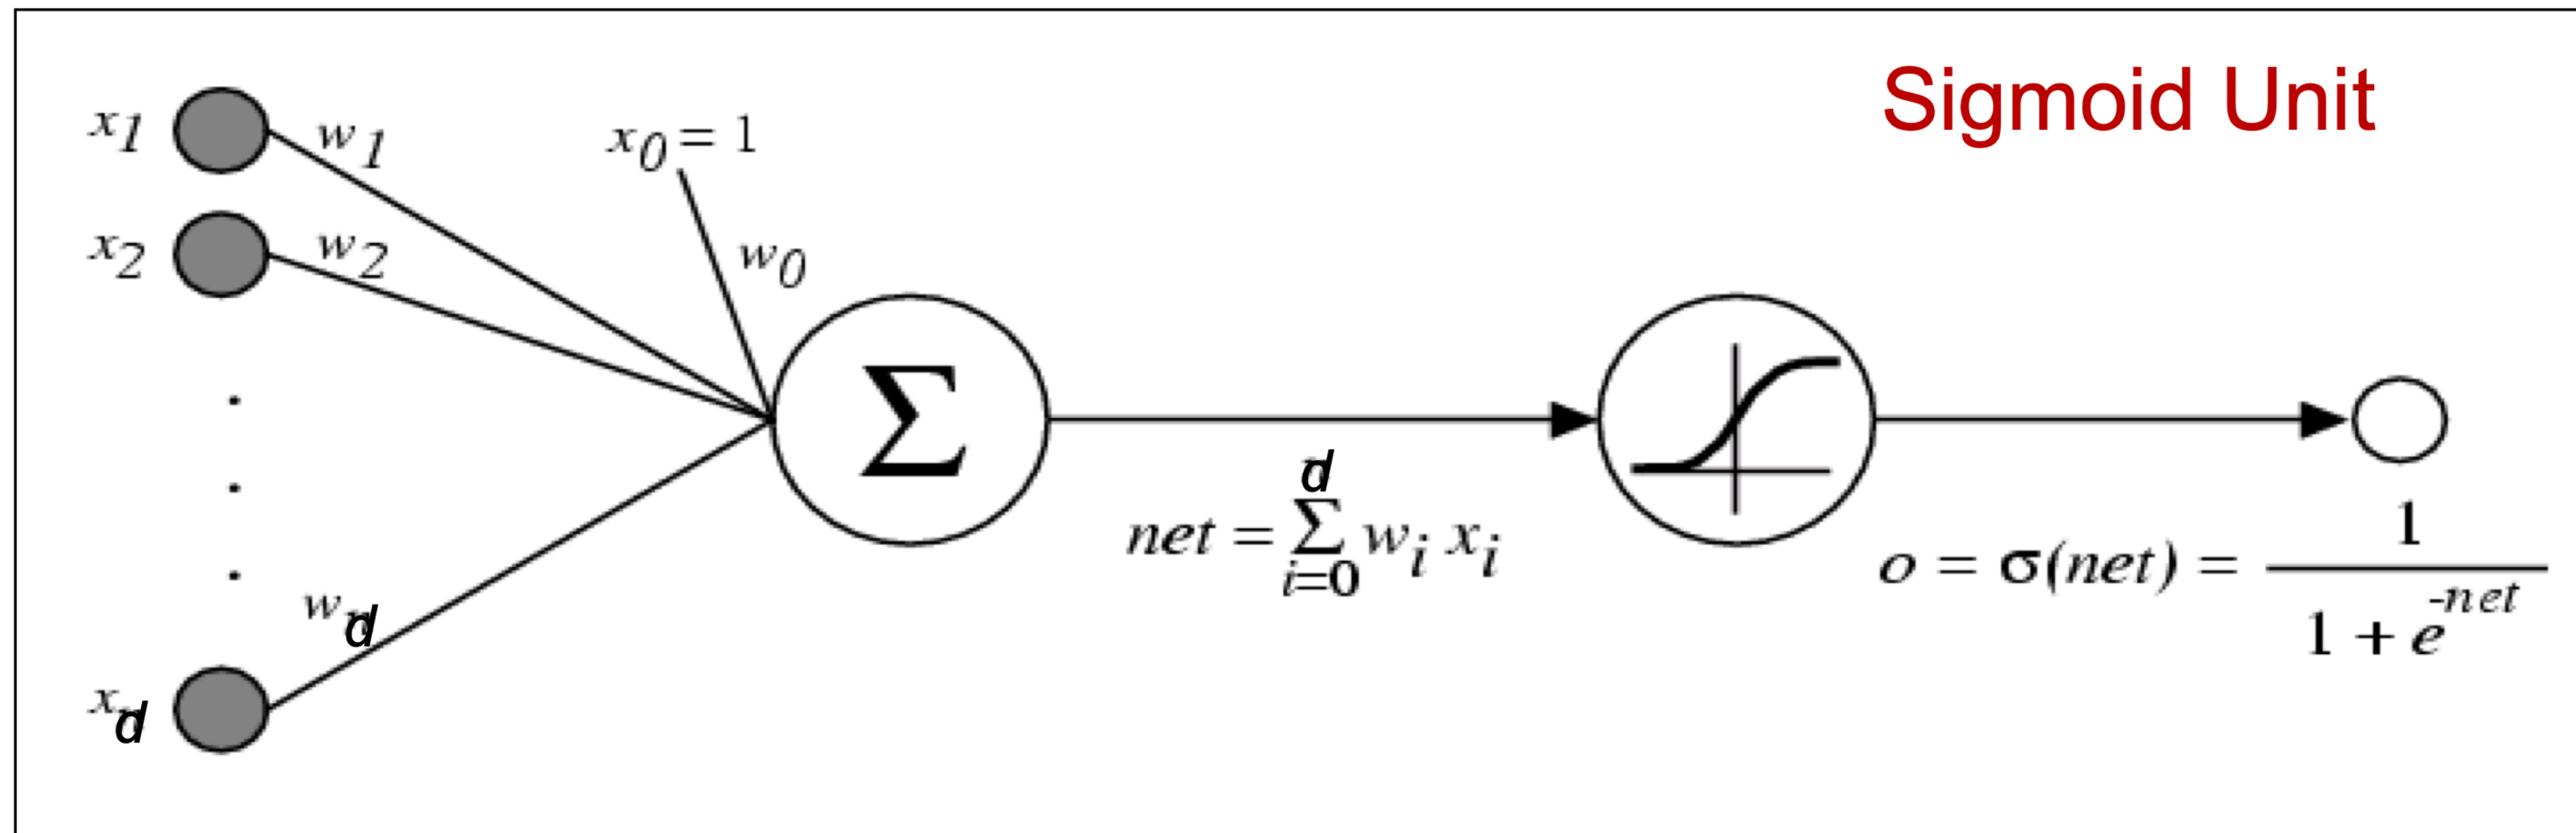 Sigmoid Unit
x1
w1
x0 = 1
x2
w2
w0
Σ
.
.
.
wd
xd
net = Σ_{i=0}^{d} wi xi
o = σ(net) = 1 / (1 + e^{-net})